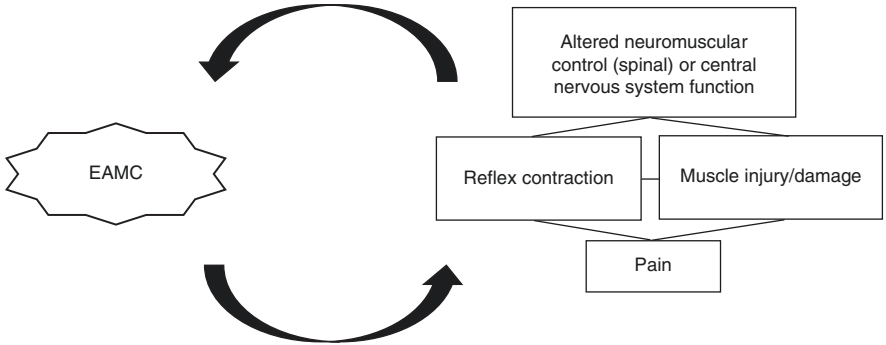 Altered neuromuscular
control (spinal) or central
nervous system function
EAMC
Reflex contraction
Muscle injury/damage
Pain